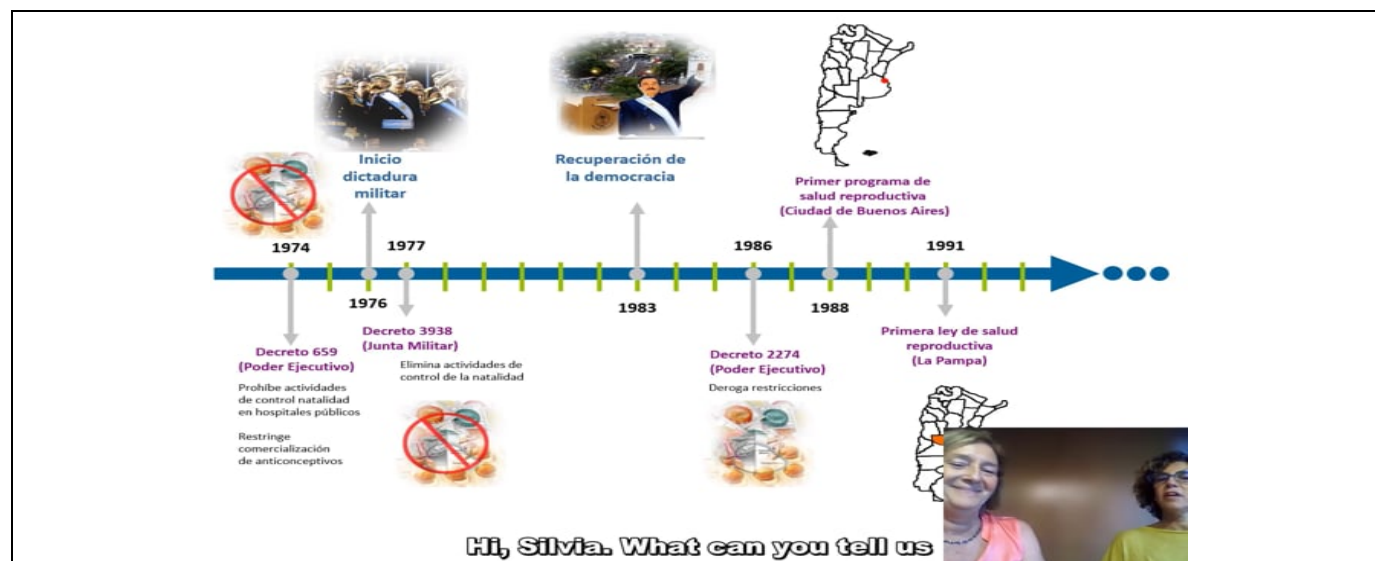 Inicio
dictadura
militar
Recuperación de
la democracia
Primer programa de
salud reproductiva
(Ciudad de Buenos Aires)
1974
1977
1986
1991
1976
1983
1988
Decreto 659
(Poder Ejecutivo)
Prohíbe actividades
de control natalidad
en hospitales públicos
Restringe
comercialización
de anticonceptivos
Decreto 3938
(Junta Militar)
Elimina actividades de
control de la natalidad
Decreto 2274
(Poder Ejecutivo)
Deroga restricciones
Primera ley de salud
reproductiva
(La Pampa)
Hi, Silvia. What can you tell us